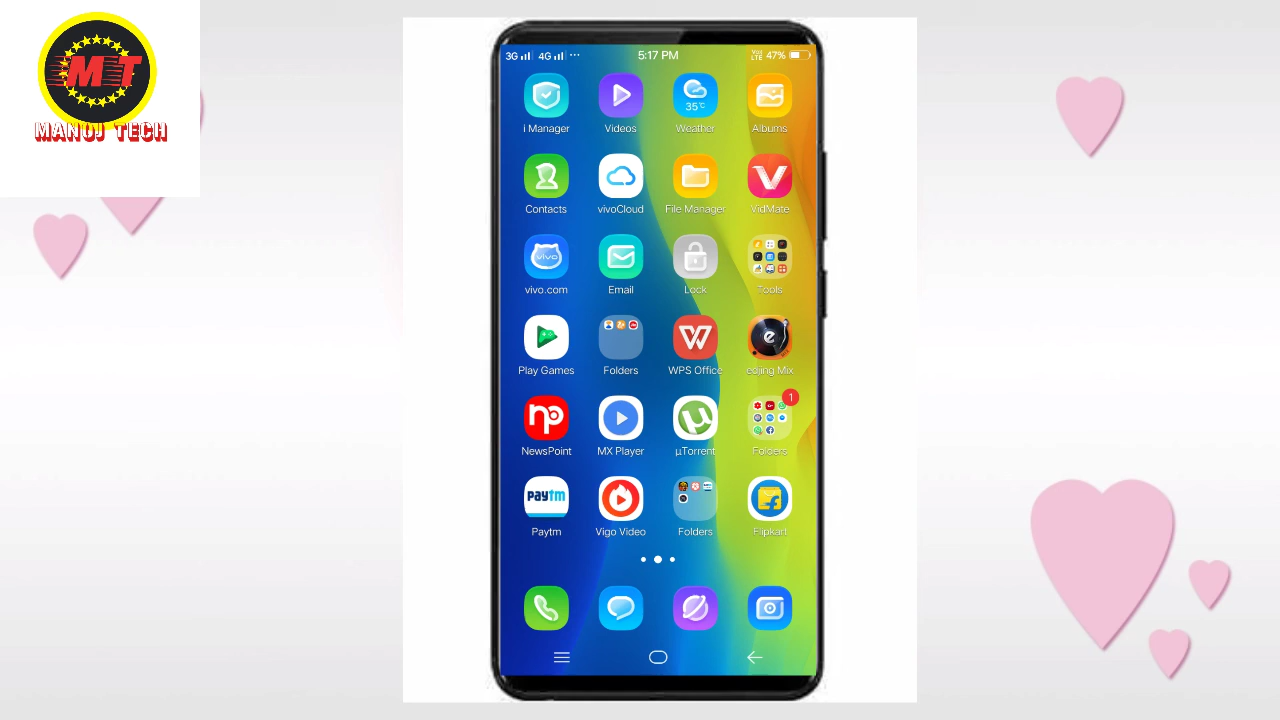 MT
MANOJ TECH
3G 4G ... 5:17 PM VoLTE 47%
35°C
i Manager Videos Weather Albums
Contacts vivoCloud File Manager VidMate
vivo
vivo.com Email Lock Tools
Play Games Folders WPS Office edjing Mix
np 1
NewsPoint MX Player µTorrent Folders
Paytm
Paytm Vigo Video Folders Flipkart